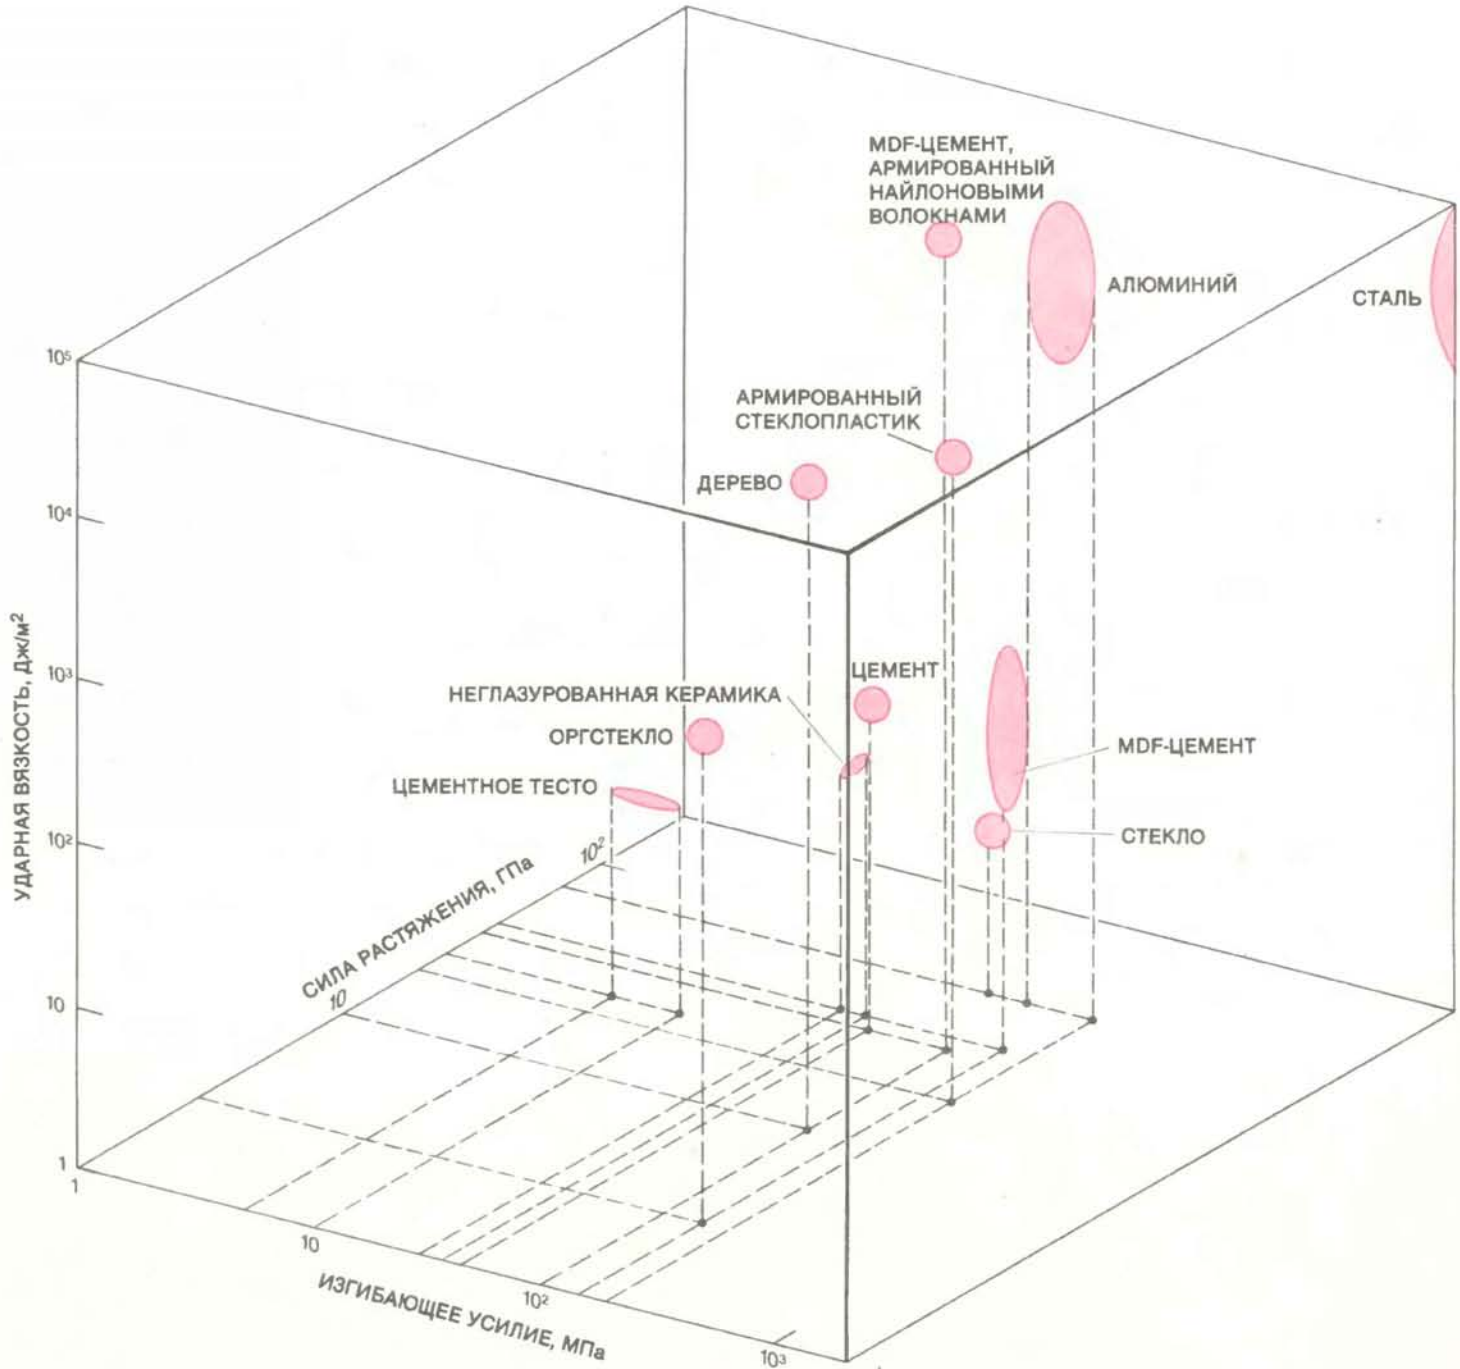 MDF-ЦЕМЕНТ,
АРМИРОВАННЫЙ
НАЙЛОНОВЫМИ
ВОЛОКНАМИ
АЛЮМИНИЙ
СТАЛЬ
АРМИРОВАННЫЙ
СТЕКЛОПЛАСТИК
ДЕРЕВО
ЦЕМЕНТ
НЕГЛАЗУРОВАННАЯ КЕРАМИКА
ОРГСТЕКЛО
MDF-ЦЕМЕНТ
ЦЕМЕНТНОЕ ТЕСТО
СТЕКЛО
УДАРНАЯ ВЯЗКОСТЬ, Дж/м²
10⁵
10⁴
10³
10²
10
1
СИЛА РАСТЯЖЕНИЯ, ГПа
10²
10
1
10
10²
10³
ИЗГИБАЮЩЕЕ УСИЛИЕ, МПа